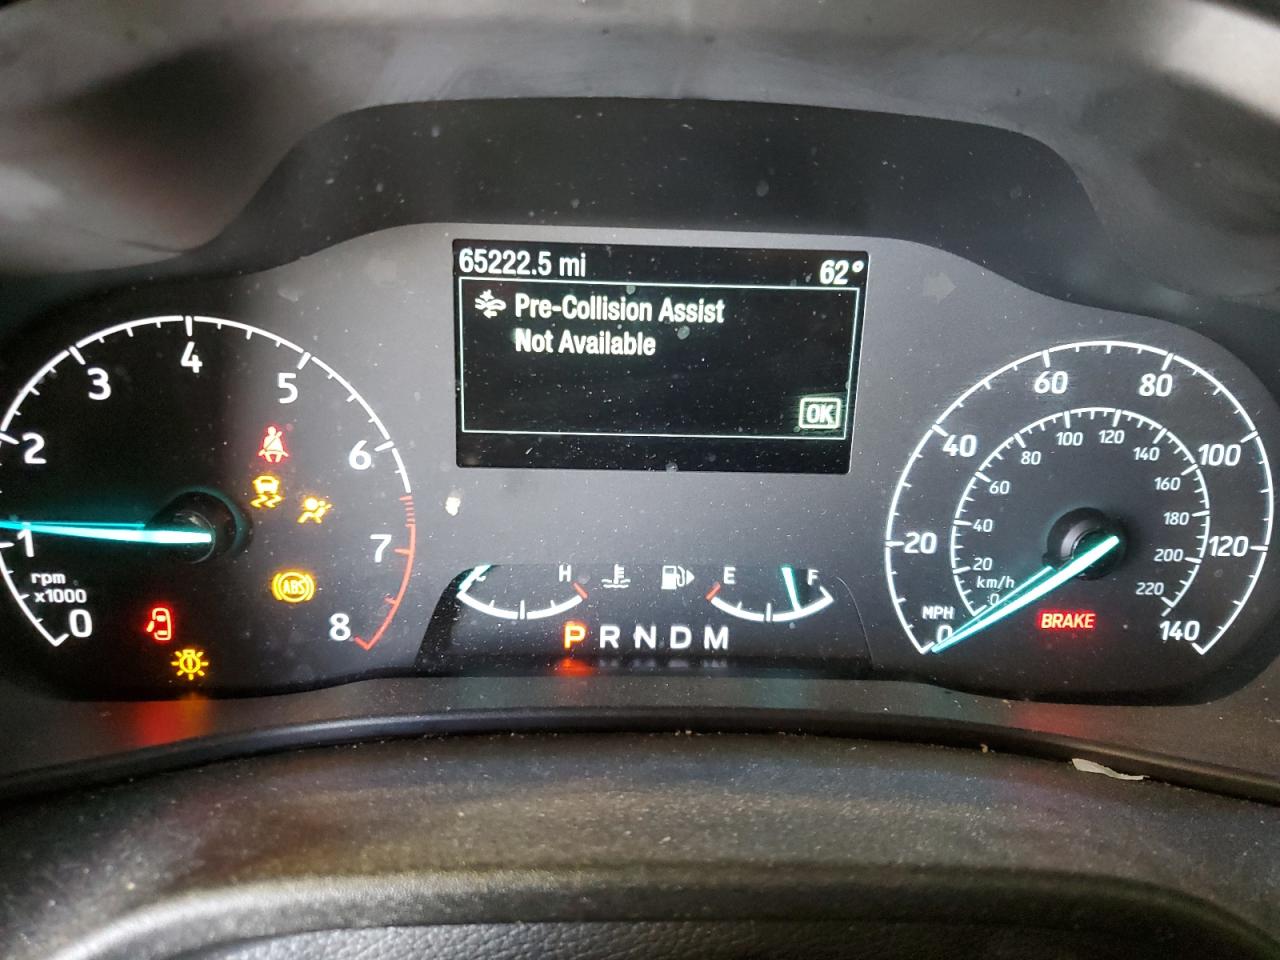 65222.5 mi 62°
Pre-Collision Assist
Not Available
OK
0 1 2 3 4 5 6 7 8
rpm
x1000
ABS
C H E F
P R N D M
0 20 40 60 80 100 120 140
MPH
0 20 40 60 80 100 120 140 160 180 200 220
km/h
BRAKE